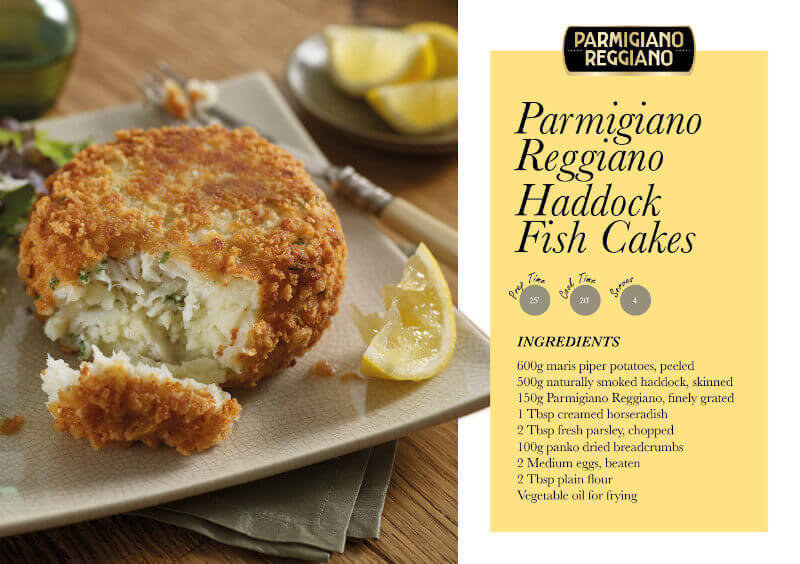 PARMIGIANO
REGGIANO
Parmigiano
Reggiano
Haddock
Fish Cakes
Prep Time
Cook Time
Serves
25'
20'
4
INGREDIENTS
600g maris piper potatoes, peeled
500g naturally smoked haddock, skinned
150g Parmigiano Reggiano, finely grated
1 Tbsp creamed horseradish
2 Tbsp fresh parsley, chopped
100g panko dried breadcrumbs
2 Medium eggs, beaten
2 Tbsp plain flour
Vegetable oil for frying